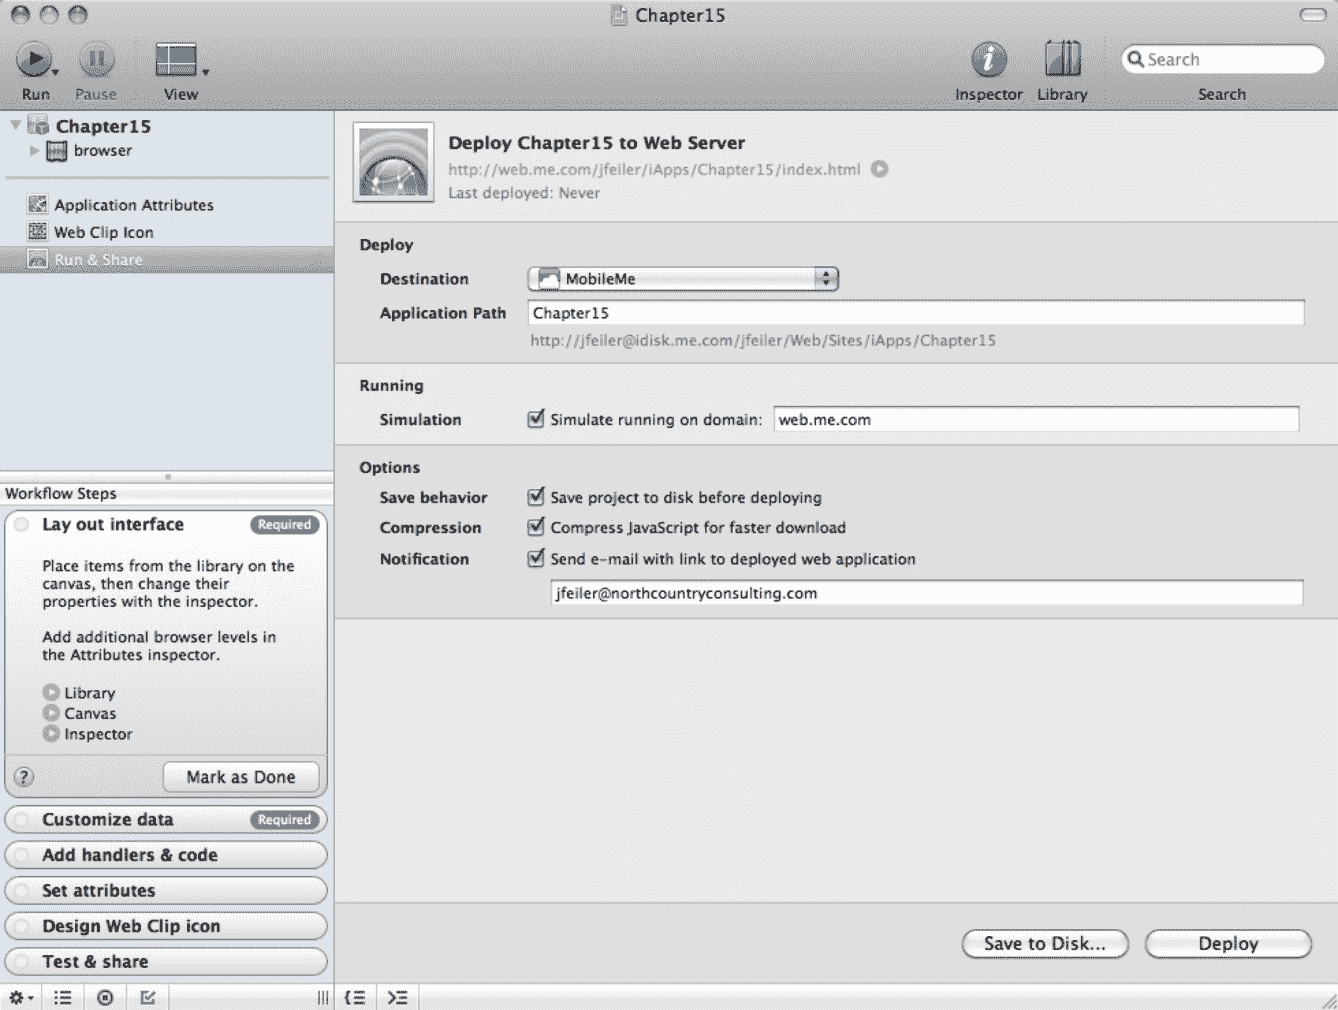 Chapter15
Run
Pause
View
Inspector
Library
Search
Search
Chapter15
browser
Application Attributes
Web Clip Icon
Run & Share
Workflow Steps
Lay out interface
Required
Place items from the library on the
canvas, then change their
properties with the inspector.
Add additional browser levels in
the Attributes inspector.
Library
Canvas
Inspector
?
Mark as Done
Customize data
Required
Add handlers & code
Set attributes
Design Web Clip icon
Test & share
Deploy Chapter15 to Web Server
http://web.me.com/jfeiler/iApps/Chapter15/index.html
Last deployed: Never
Deploy
Destination
MobileMe
Application Path
Chapter15
http://jfeiler@idisk.me.com/jfeiler/Web/Sites/iApps/Chapter15
Running
Simulation
Simulate running on domain:
web.me.com
Options
Save behavior
Save project to disk before deploying
Compression
Compress JavaScript for faster download
Notification
Send e-mail with link to deployed web application
jfeiler@northcountryconsulting.com
Save to Disk...
Deploy